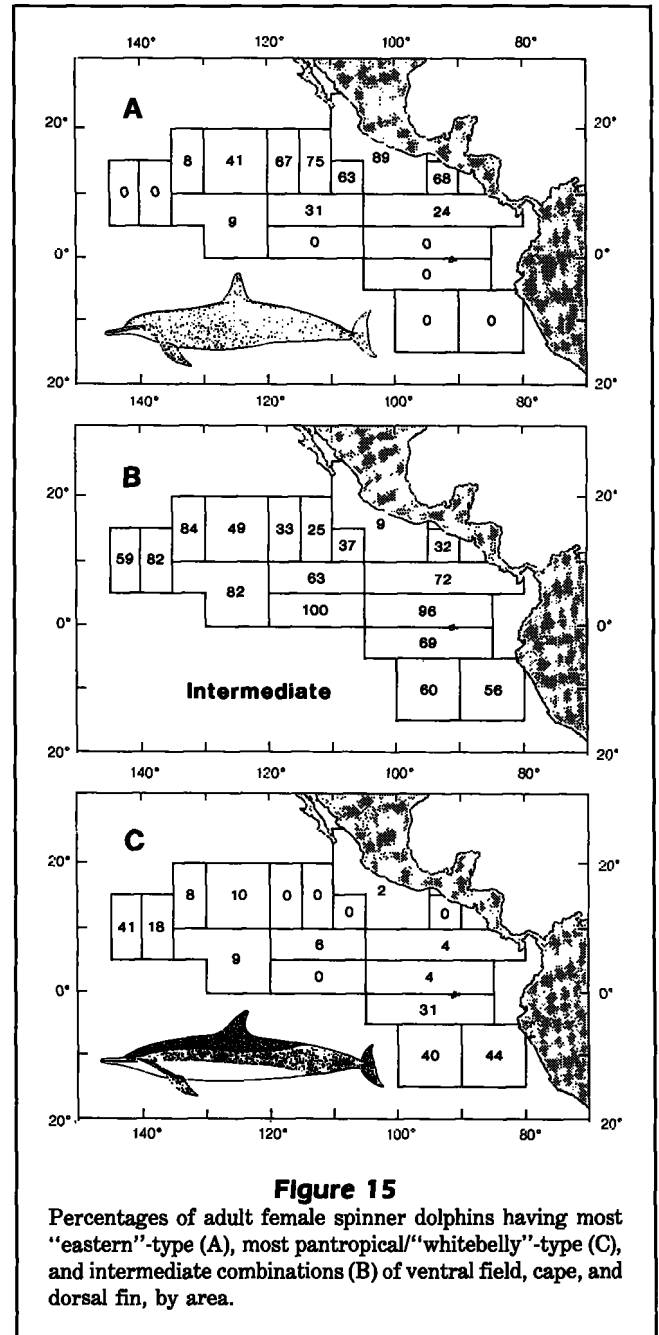 140° 120° 100° 80°
A
20° 20°
8 41 67 75 63 89 68
0 0
9 31 24
0° 0 0 0°
0
0 0
20° 20°
140° 120° 100° 80°
B
20° 20°
84 49 33 25 37 9 32
59 82
82 63 72
0° 100 96 0°
69
Intermediate 60 56
20° 20°
140° 120° 100° 80°
C
20° 20°
8 10 0 0 0 2 0
41 18
9 6 4
0° 0 4 0°
31
40 44
20° 20°
140° 120° 100° 80°
Figure 15
Percentages of adult female spinner dolphins having most
"eastern"-type (A), most pantropical/"whitebelly"-type (C),
and intermediate combinations (B) of ventral field, cape, and
dorsal fin, by area.